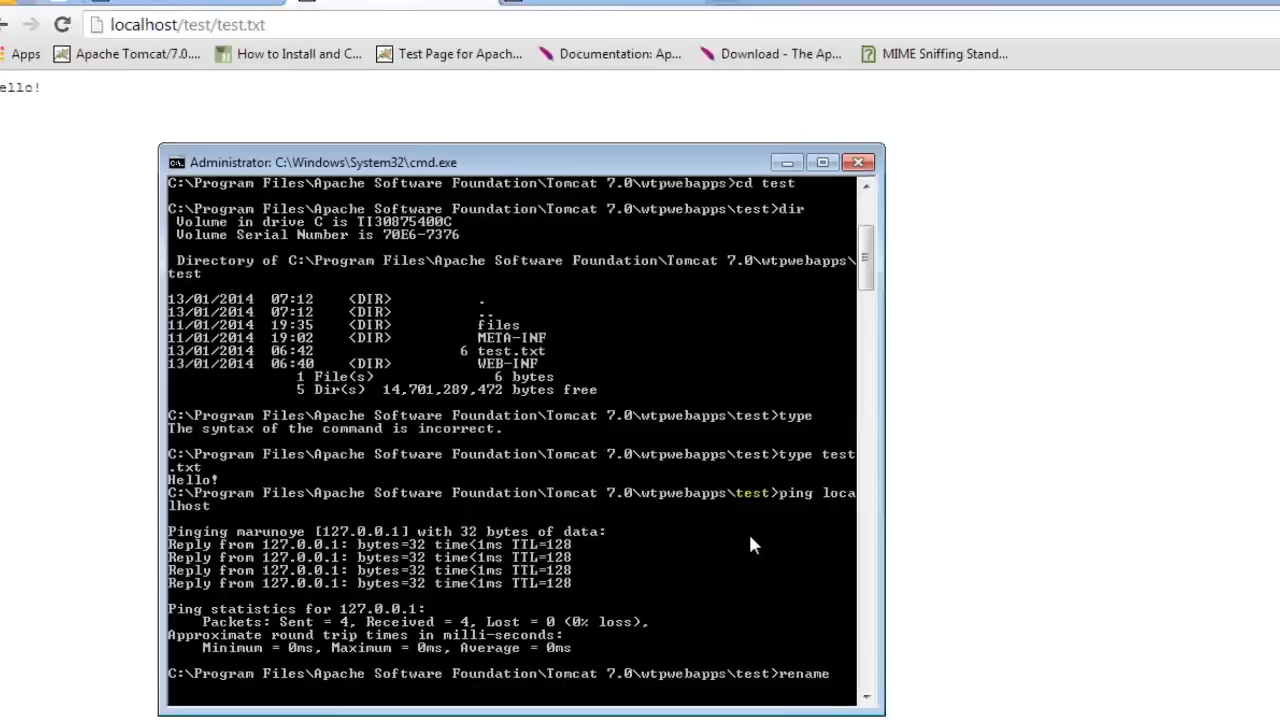 localhost/test/test.txt
Apps Apache Tomcat/7.0.... How to Install and C... Test Page for Apach... Documentation: Ap... Download - The Ap... MIME Sniffing Stand...
ello!
Administrator: C:\Windows\System32\cmd.exe
C:\Program Files\Apache Software Foundation\Tomcat 7.0\wtpwebapps>cd test
C:\Program Files\Apache Software Foundation\Tomcat 7.0\wtpwebapps\test>dir
Volume in drive C is TI30875400C
Volume Serial Number is 70E6-7376
Directory of C:\Program Files\Apache Software Foundation\Tomcat 7.0\wtpwebapps\
test
13/01/2014 07:12 <DIR> .
13/01/2014 07:12 <DIR> ..
11/01/2014 19:35 <DIR> files
11/01/2014 19:02 <DIR> META-INF
13/01/2014 06:42 6 test.txt
13/01/2014 06:40 <DIR> WEB-INF
1 File(s) 6 bytes
5 Dir(s) 14,701,289,472 bytes free
C:\Program Files\Apache Software Foundation\Tomcat 7.0\wtpwebapps\test>type
The syntax of the command is incorrect.
C:\Program Files\Apache Software Foundation\Tomcat 7.0\wtpwebapps\test>type test
.txt
Hello!
C:\Program Files\Apache Software Foundation\Tomcat 7.0\wtpwebapps\test>ping loca
lhost
Pinging marunoye [127.0.0.1] with 32 bytes of data:
Reply from 127.0.0.1: bytes=32 time<1ms TTL=128
Reply from 127.0.0.1: bytes=32 time<1ms TTL=128
Reply from 127.0.0.1: bytes=32 time<1ms TTL=128
Reply from 127.0.0.1: bytes=32 time<1ms TTL=128
Ping statistics for 127.0.0.1:
Packets: Sent = 4, Received = 4, Lost = 0 (0% loss),
Approximate round trip times in milli-seconds:
Minimum = 0ms, Maximum = 0ms, Average = 0ms
C:\Program Files\Apache Software Foundation\Tomcat 7.0\wtpwebapps\test>rename